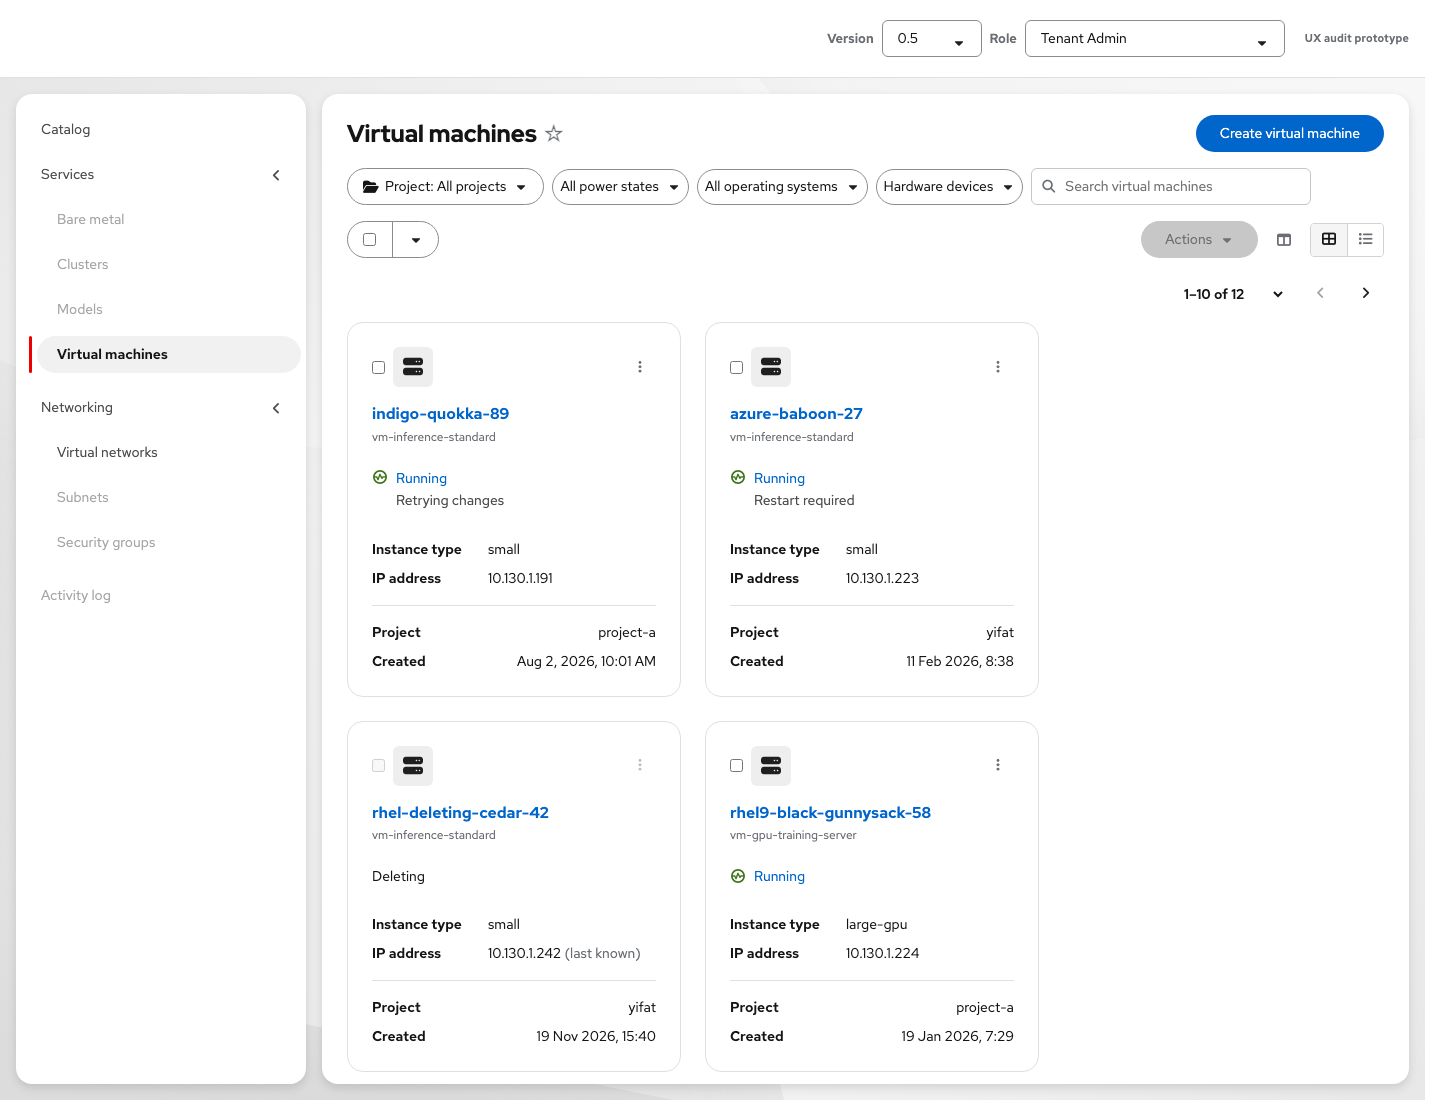 Version
0.5
Role
Tenant Admin
UX audit prototype
Catalog
Services
Bare metal
Clusters
Models
Virtual machines
Networking
Virtual networks
Subnets
Security groups
Activity log
Virtual machines
Create virtual machine
Project: All projects
All power states
All operating systems
Hardware devices
Search virtual machines
Actions
1–10 of 12
indigo-quokka-89
vm-inference-standard
Running
Retrying changes
Instance type small
IP address 10.130.1.191
Project project-a
Created Aug 2, 2026, 10:01 AM
azure-baboon-27
vm-inference-standard
Running
Restart required
Instance type small
IP address 10.130.1.223
Project yifat
Created 11 Feb 2026, 8:38
rhel-deleting-cedar-42
vm-inference-standard
Deleting
Instance type small
IP address 10.130.1.242 (last known)
Project yifat
Created 19 Nov 2026, 15:40
rhel9-black-gunnysack-58
vm-gpu-training-server
Running
Instance type large-gpu
IP address 10.130.1.224
Project project-a
Created 19 Jan 2026, 7:29